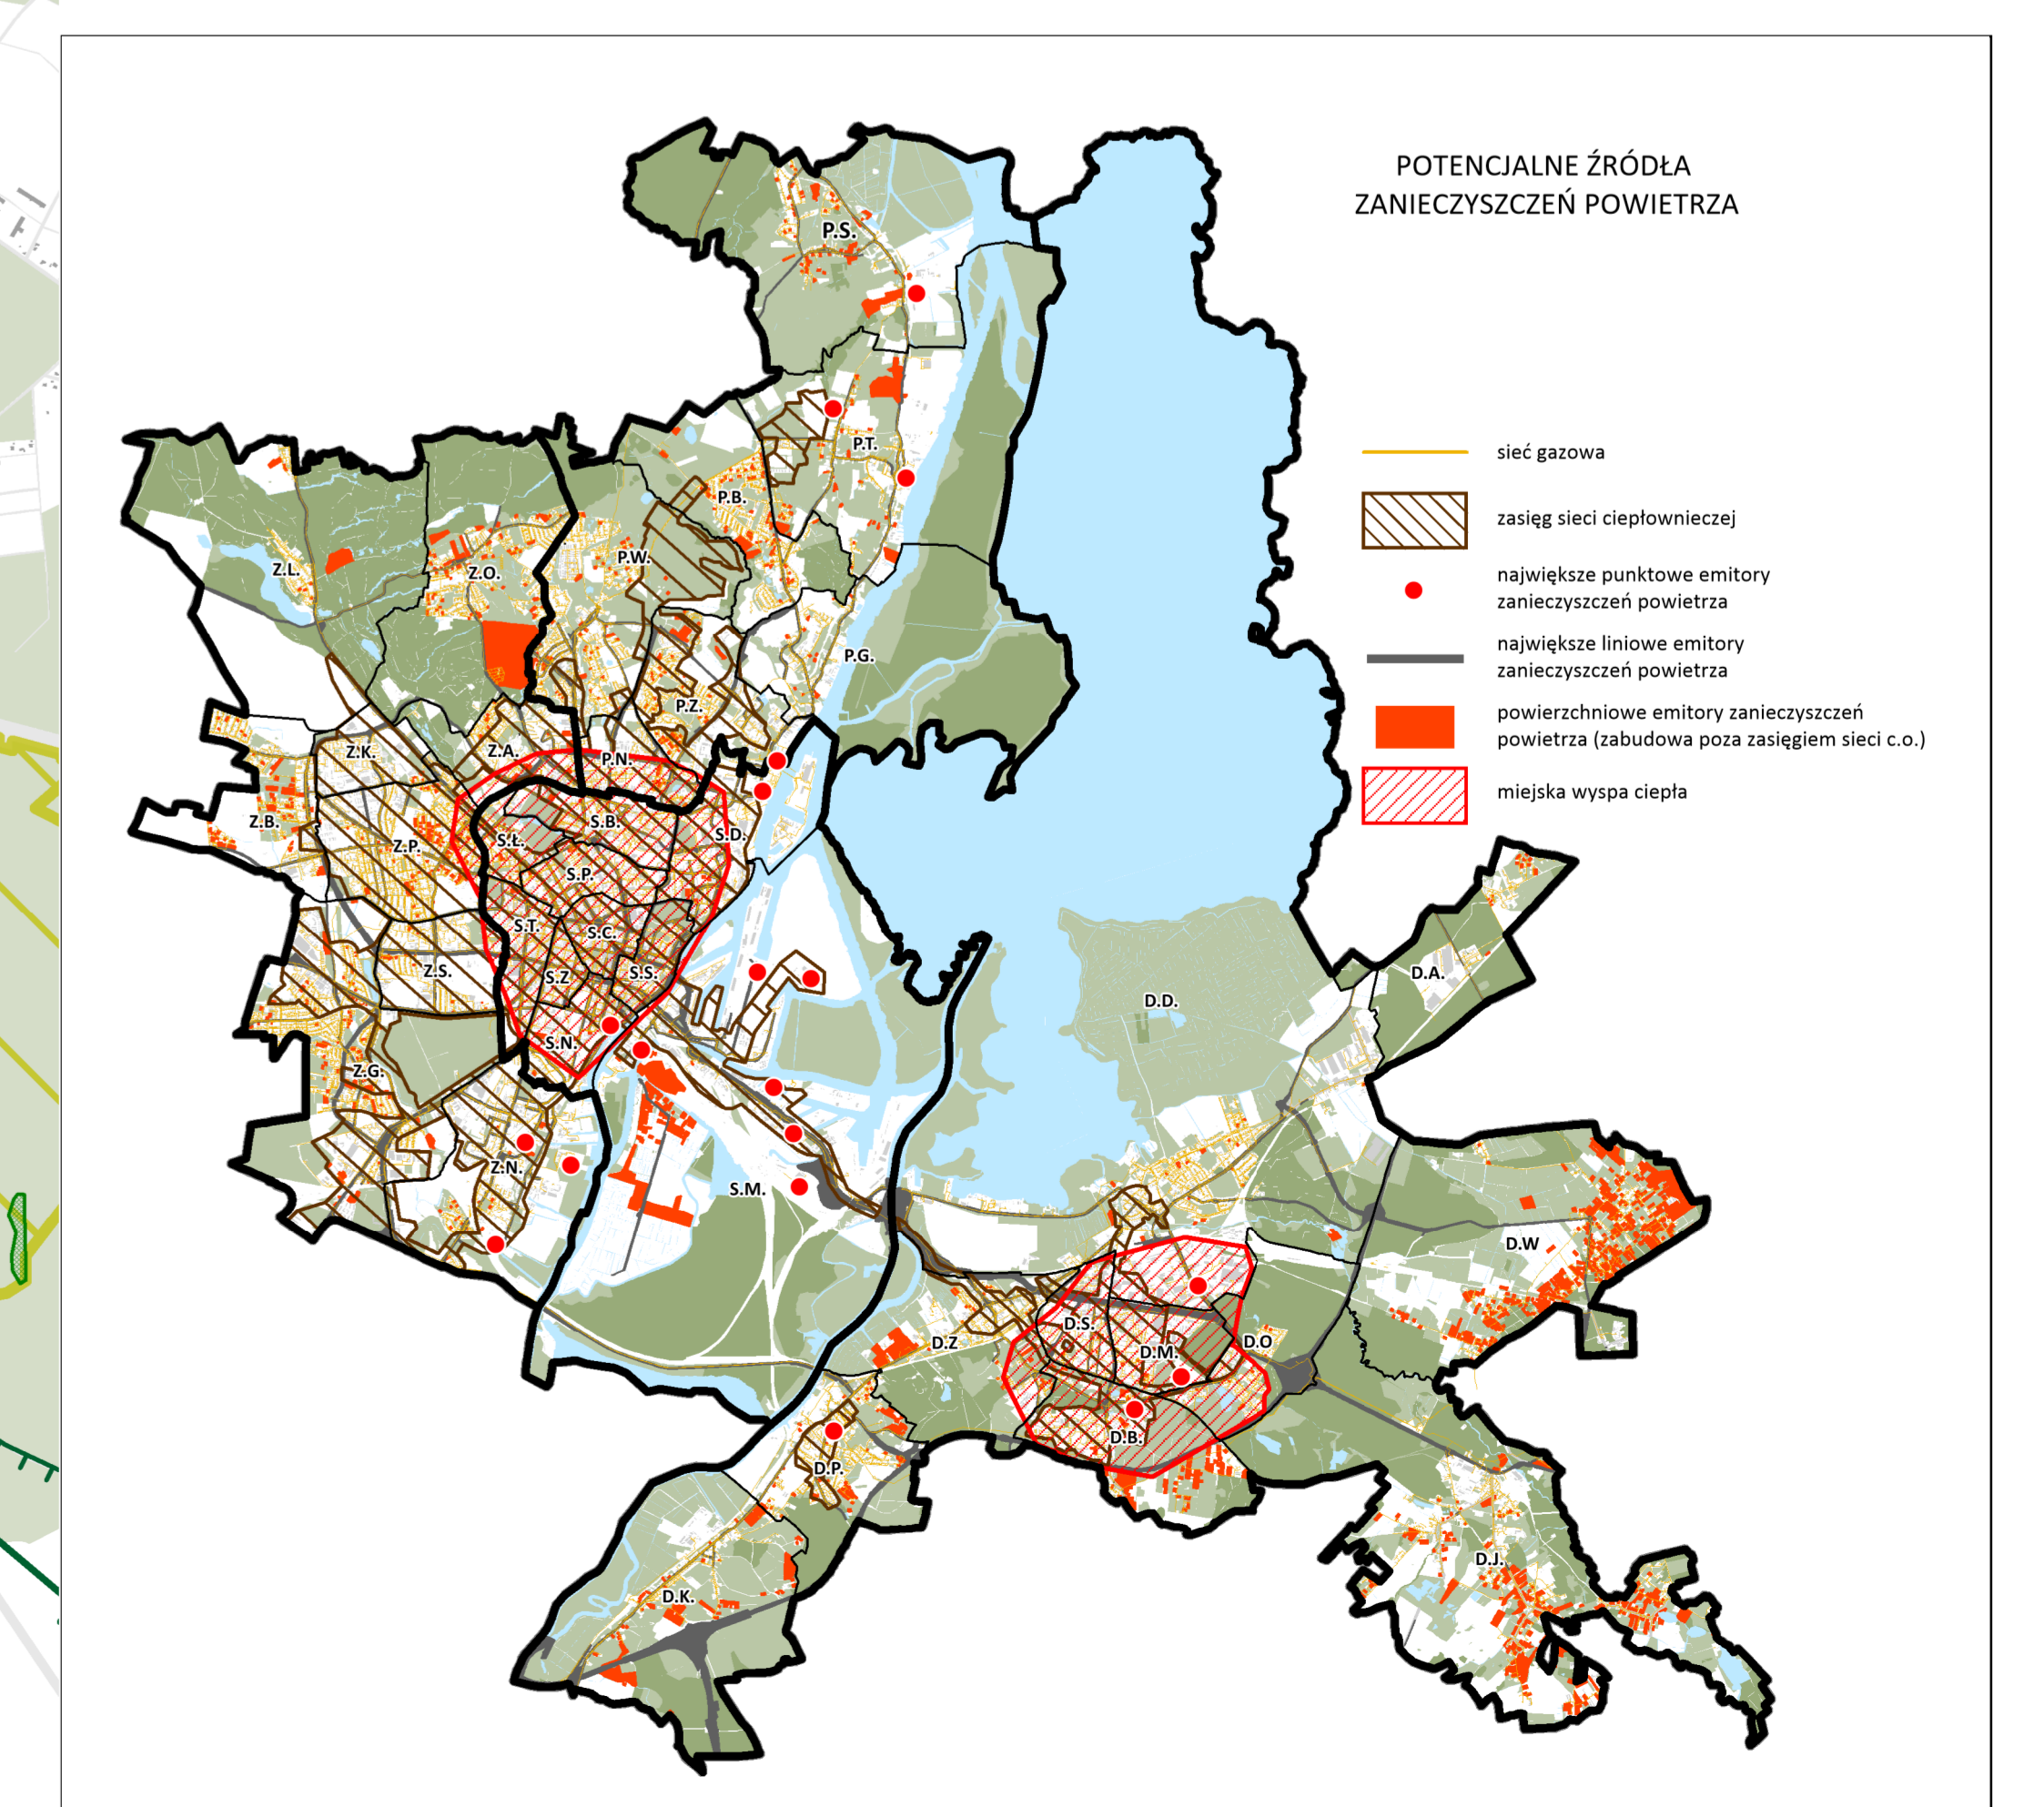 POTENCJALNE ŹRÓDŁA
ZANIECZYSZCZEŃ POWIETRZA
sieć gazowa
zasięg sieci ciepłowniczej
największe punktowe emitory
zanieczyszczeń powietrza
największe liniowe emitory
zanieczyszczeń powietrza
powierzchniowe emitory zanieczyszczeń
powietrza (zabudowa poza zasięgiem sieci c.o.)
miejska wyspa ciepła
P.S.
P.T.
P.B.
P.W.
Z.L.
Z.O.
P.G.
P.Z.
Z.K.
Z.A.
P.N.
Z.B.
S.B.
S.D.
S.Ł.
Z.P.
S.P.
S.T.
S.C.
Z.S.
S.Z
S.S.
D.A.
D.D.
S.N.
Z.G.
Z.N.
S.M.
D.W
D.S.
D.Z
D.M.
D.O
D.B.
D.P.
D.J.
D.K.